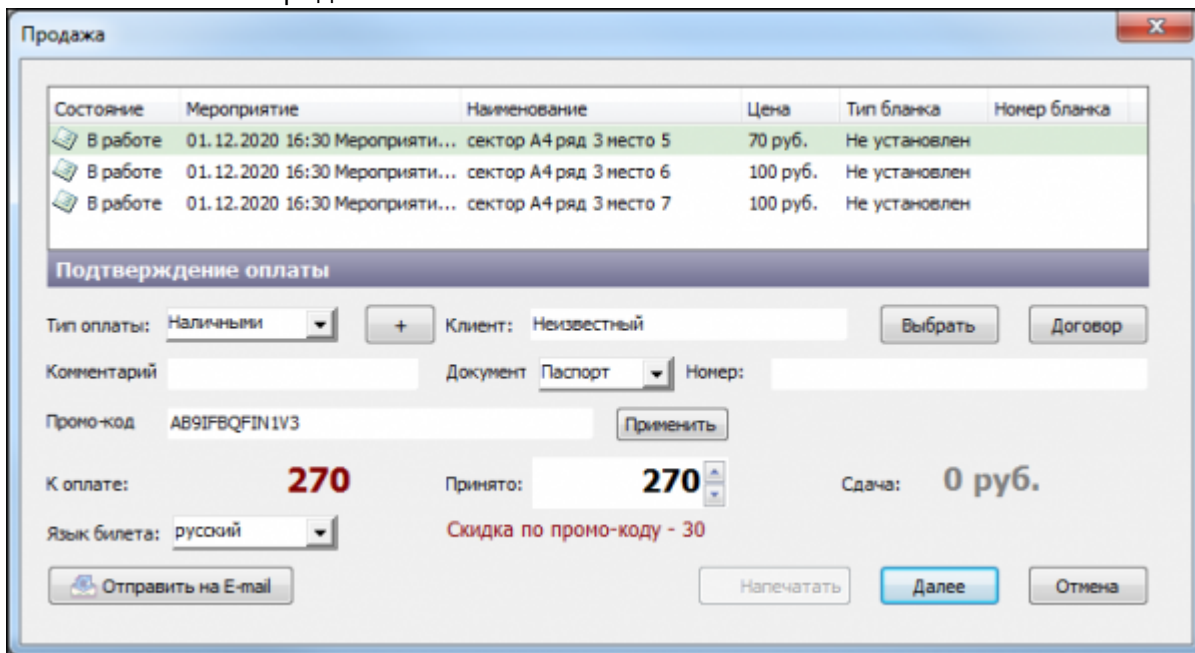 Продажа
Состояние Мероприятие Наименование Цена Тип бланка Номер бланка
В работе 01.12.2020 16:30 Мероприяти... сектор А4 ряд 3 место 5 70 руб. Не установлен
В работе 01.12.2020 16:30 Мероприяти... сектор А4 ряд 3 место 6 100 руб. Не установлен
В работе 01.12.2020 16:30 Мероприяти... сектор А4 ряд 3 место 7 100 руб. Не установлен
Подтверждение оплаты
Тип оплаты: Наличными + Клиент: Неизвестный Выбрать Договор
Комментарий Документ Паспорт Номер:
Промо-код AB9IFBQFIN1V3 Применить
К оплате: 270 Принято: 270 Сдача: 0 руб.
Язык билета: русский Скидка по промо-коду - 30
Отправить на E-mail Напечатать Далее Отмена